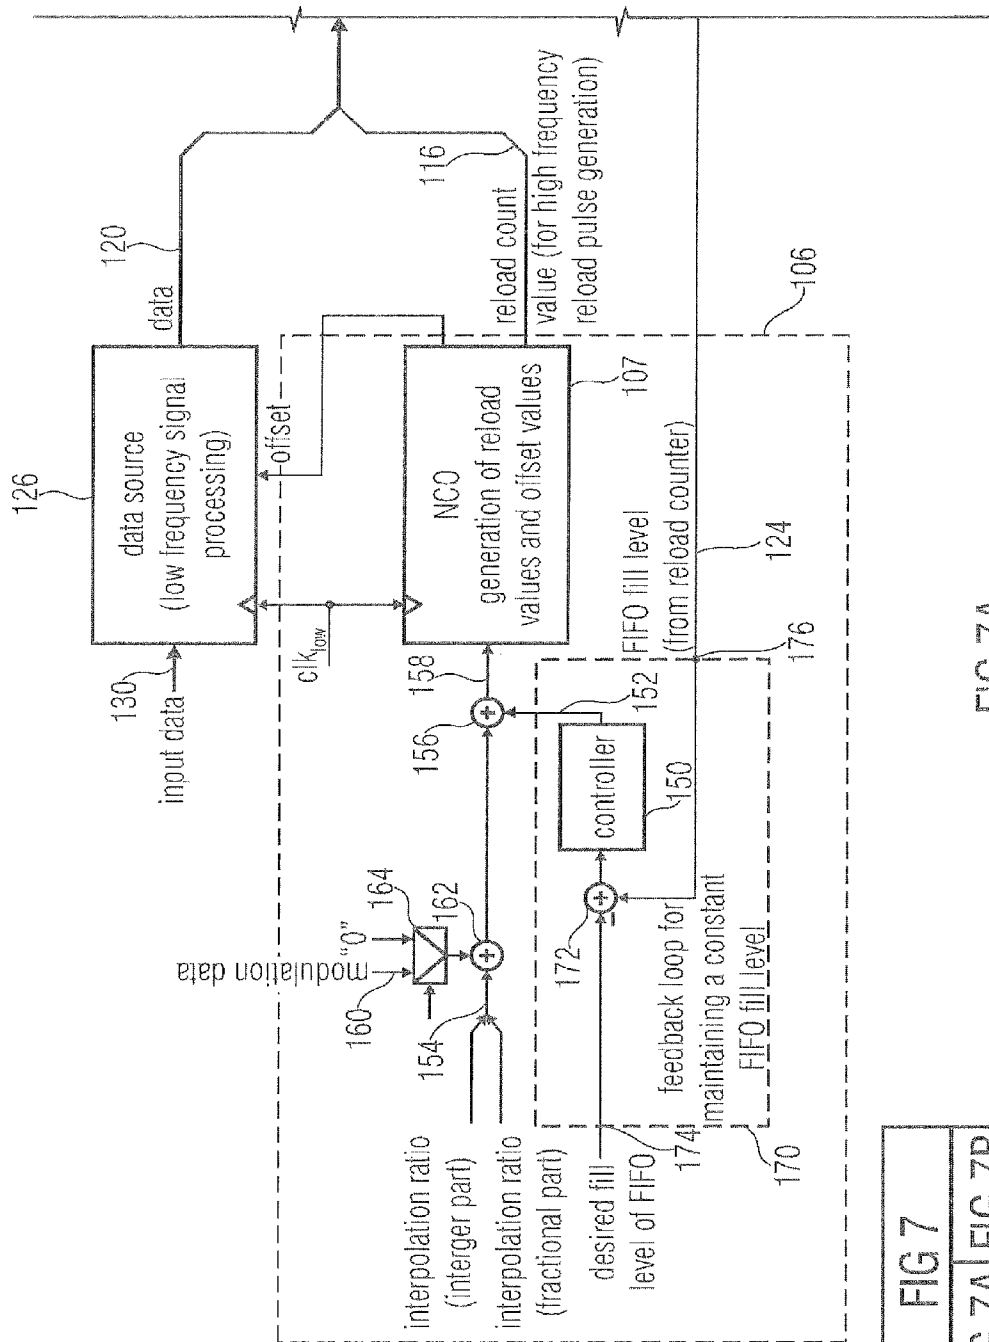 126
data source
(low frequency signal
processing)
130
input data
data
120
offset
clklow
NCO
generation of reload
values and offset values
107
reload count
value (for high frequency
reload pulse generation)
116
106
158
156
152
modulation data
"0"
160
164
162
154
interpolation ratio
(interger part)
interpolation ratio
(fractional part)
desired fill
level of FIFO
174
170
172
controller
150
feedback loop for
maintaining a constant
FIFO fill level
FIFO fill level
(from reload counter)
176
124
FIG 7
FIG 7B
FIG 7A